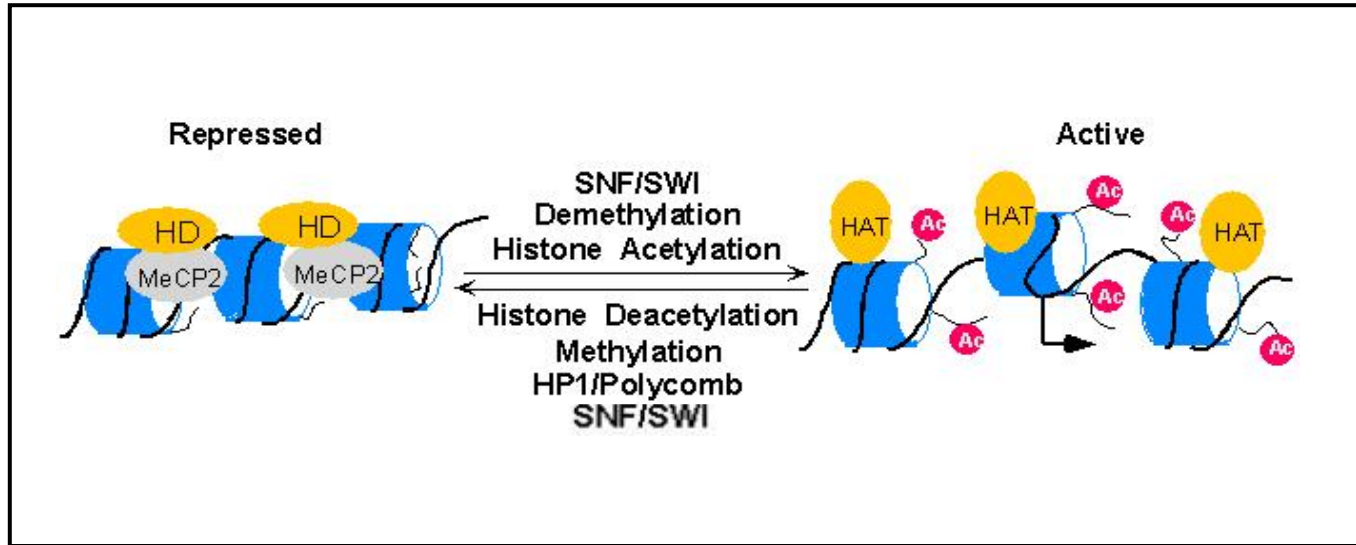 Repressed
Active
SNF/SWI
Demethylation
Histone Acetylation
Histone Deacetylation
Methylation
HP1/Polycomb
SNF/SWI
HD
HD
MeCP2
MeCP2
HAT
Ac
HAT
Ac
Ac
Ac
HAT
Ac